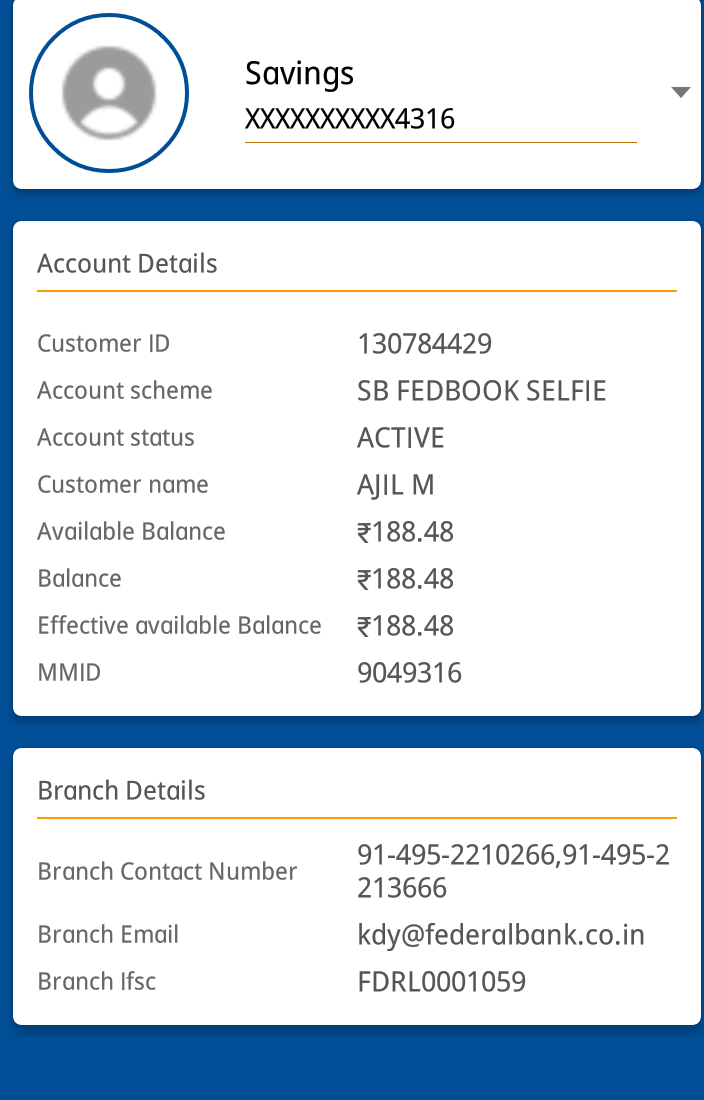 Savings
XXXXXXXXXX4316
Account Details
Customer ID 130784429
Account scheme SB FEDBOOK SELFIE
Account status ACTIVE
Customer name AJIL M
Available Balance ₹188.48
Balance ₹188.48
Effective available Balance ₹188.48
MMID 9049316
Branch Details
Branch Contact Number 91-495-2210266,91-495-2
213666
Branch Email kdy@federalbank.co.in
Branch Ifsc FDRL0001059